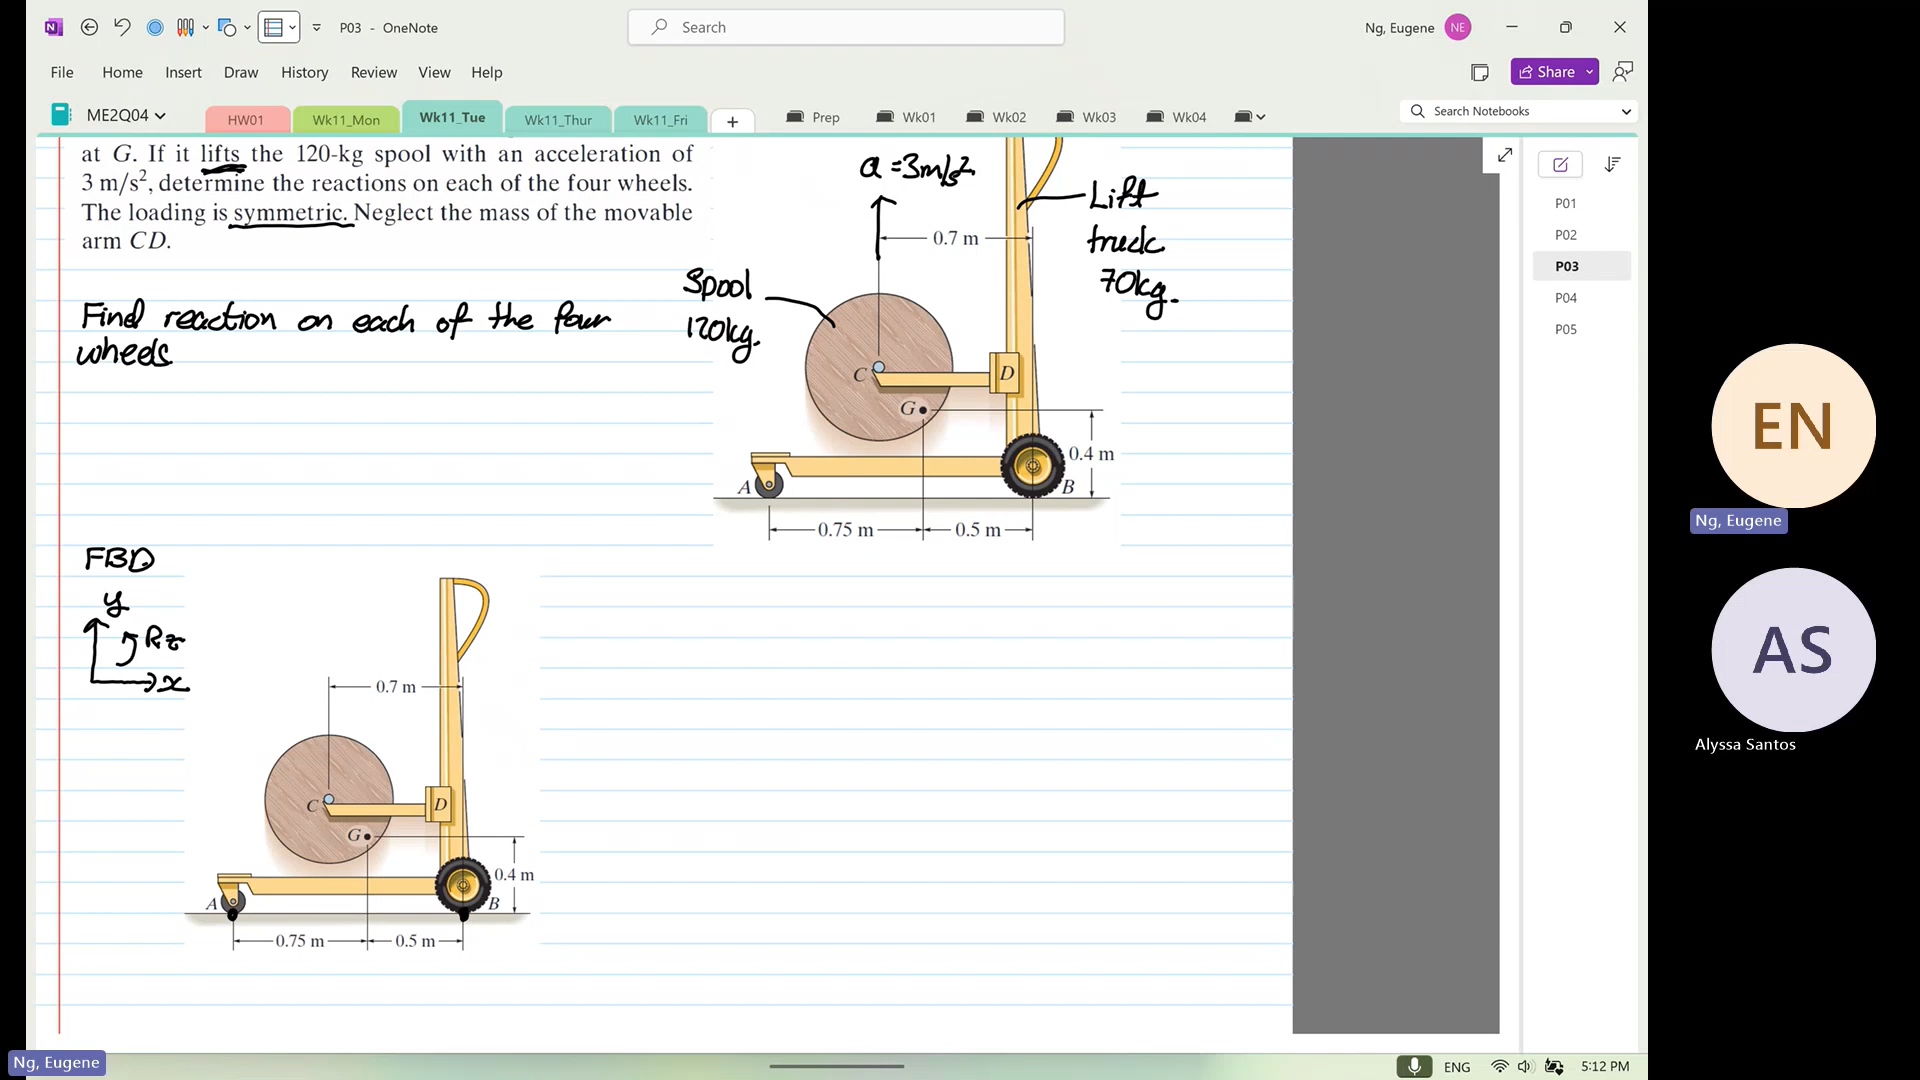 P03 - OneNote
Search
Ng, Eugene
NE
File
Home
Insert
Draw
History
Review
View
Help
Share
ME2Q04
HW01
Wk11_Mon
Wk11_Tue
Wk11_Thur
Wk11_Fri
+
Prep
Wk01
Wk02
Wk03
Wk04
Search Notebooks
P01
P02
P03
P04
P05
at G. If it lifts the 120-kg spool with an acceleration of
3 m/s², determine the reactions on each of the four wheels.
The loading is symmetric. Neglect the mass of the movable
arm CD.
Find reaction on each of the four
wheels
a = 3m/s²
Lift
truck
70kg.
Spool
120kg.
0.7 m
C
D
G
0.4 m
A
B
0.75 m
0.5 m
FBD
y
Rz
x
0.7 m
C
D
G
0.4 m
A
B
0.75 m
0.5 m
EN
Ng, Eugene
AS
Alyssa Santos
Ng, Eugene
ENG
5:12 PM